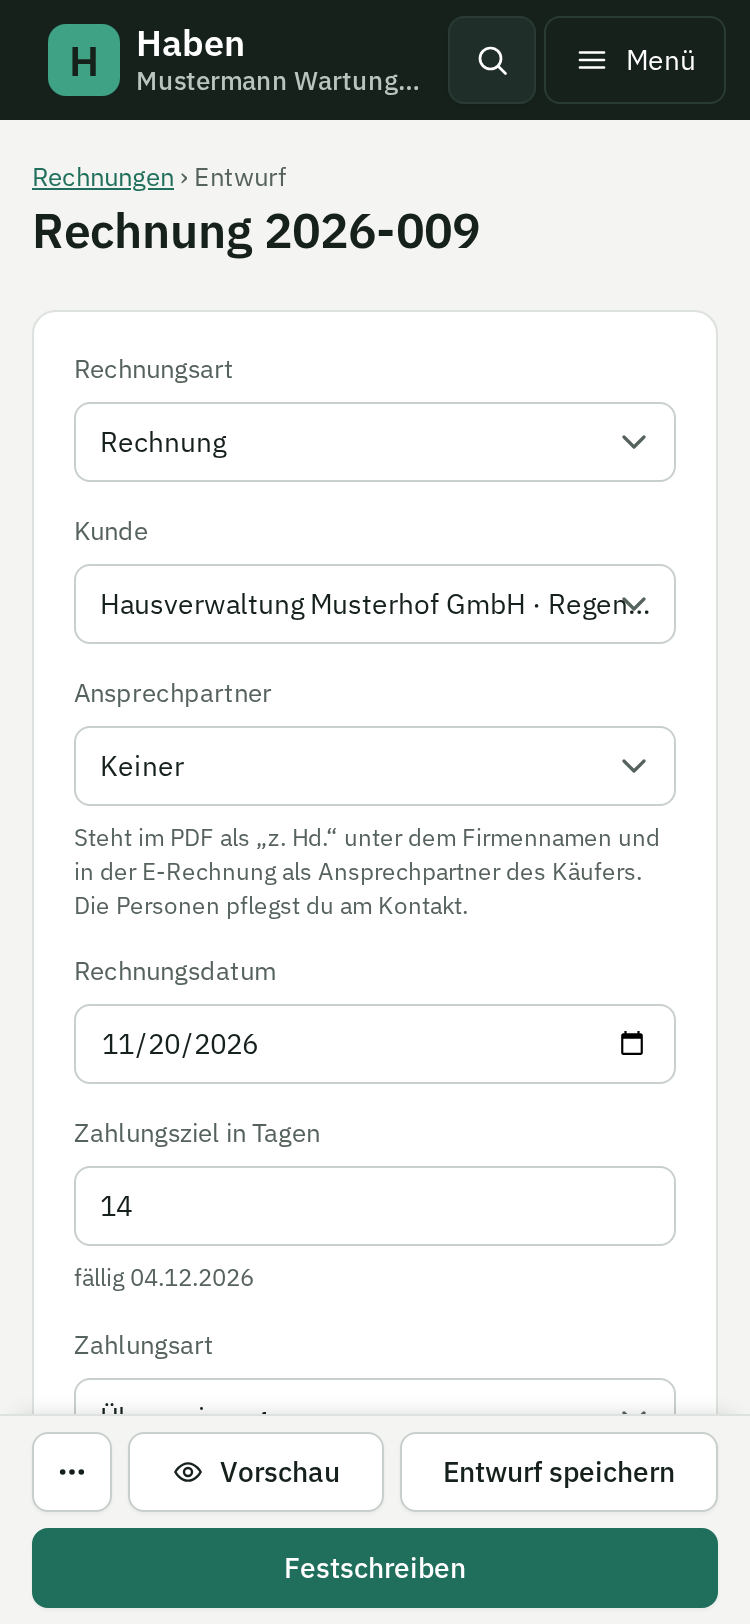 H
Haben
Mustermann Wartung...
Menü
Rechnungen › Entwurf
Rechnung 2026-009
Rechnungsart
Rechnung
Kunde
Hausverwaltung Musterhof GmbH · Regen...
Ansprechpartner
Keiner
Steht im PDF als „z. Hd.“ unter dem Firmennamen und
in der E-Rechnung als Ansprechpartner des Käufers.
Die Personen pflegst du am Kontakt.
Rechnungsdatum
11/20/2026
Zahlungsziel in Tagen
14
fällig 04.12.2026
Zahlungsart
Vorschau
Entwurf speichern
Festschreiben